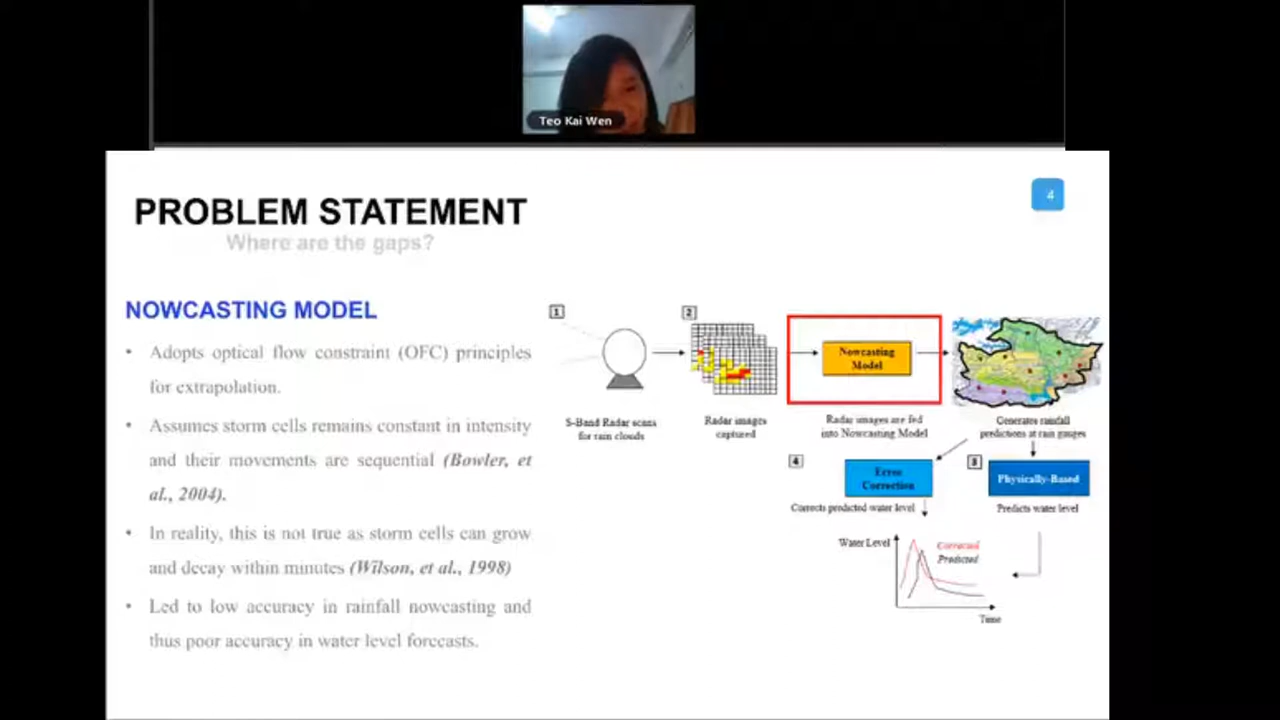 Teo Kai Wen
4
PROBLEM STATEMENT
Where are the gaps?
NOWCASTING MODEL
• Adopts optical flow constraint (OFC) principles
for extrapolation.
• Assumes storm cells remains constant in intensity
and their movements are sequential (Bowler, et
al., 2004).
• In reality, this is not true as storm cells can grow
and decay within minutes (Wilson, et al., 1998)
• Led to low accuracy in rainfall nowcasting and
thus poor accuracy in water level forecasts.
1
S-Band Radar scans
for rain clouds
2
Radar images
captured
Nowcasting
Model
Radar images are fed
into Nowcasting Model
Generates rainfall
predictions at rain gauges
4
Error
Correction
Corrects predicted water level
3
Physically-Based
Predicts water level
Water Level
Corrected
Predicted
Time